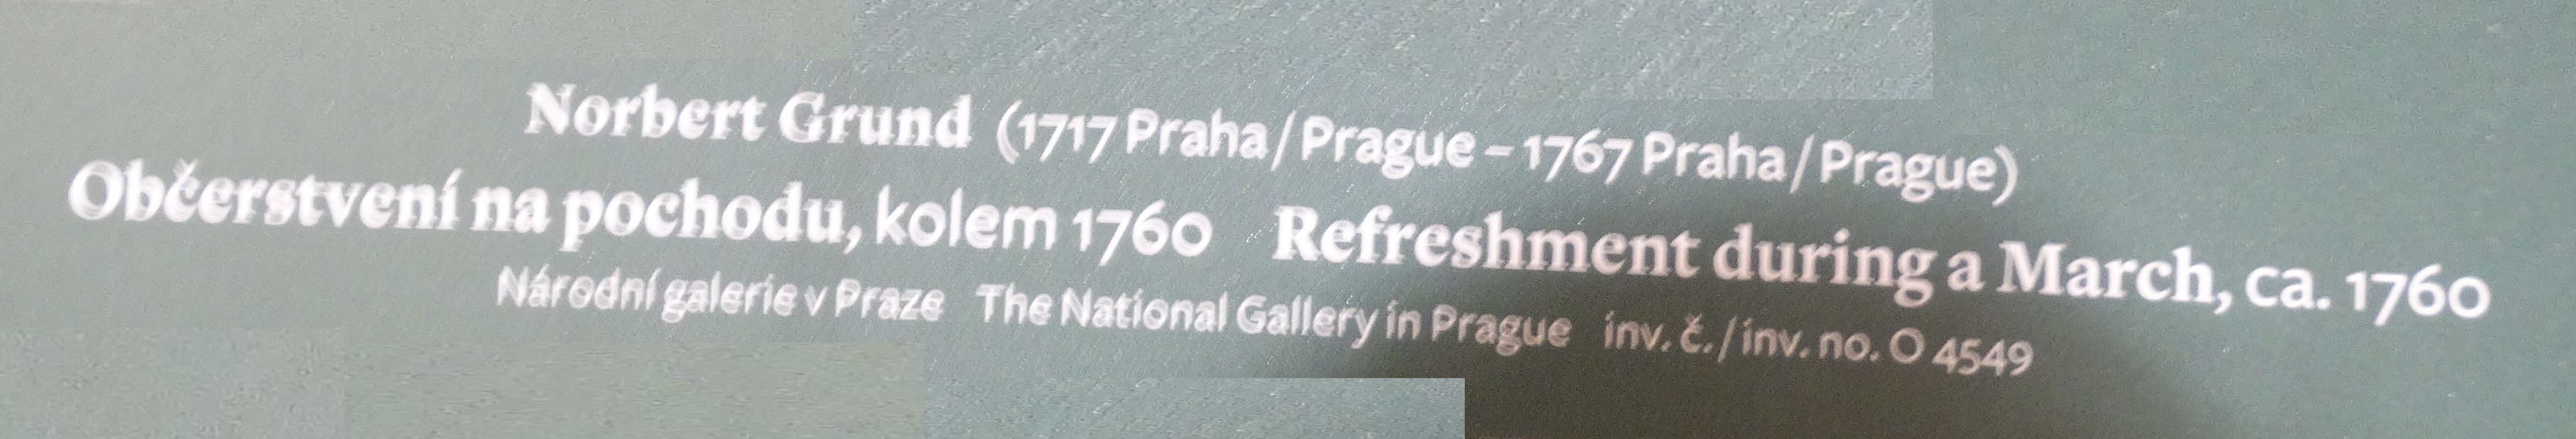 Norbert Grund (1717 Praha / Prague – 1767 Praha / Prague)
Občerstvení na pochodu, kolem 1760 Refreshment during a March, ca. 1760
Národní galerie v Praze The National Gallery in Prague inv. č. / inv. no. O 4549